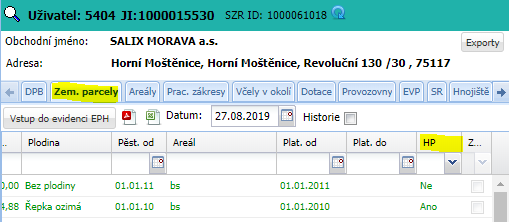 Uživatel: 5404 JI:1000015530 SZR ID: 1000061018
Obchodní jméno: SALIX MORAVA a.s. Exporty
Adresa: Horní Moštěnice, Horní Moštěnice, Revoluční 130 /30 , 75117
DPB Zem. parcely Areály Prac. zákresy Včely v okolí Dotace Provozovny EVP SR Hnojiště
Vstup do evidenci EPH Datum: 27.08.2019 Historie
... Plodina Pěst. od Areál Plat. od Plat. do HP Z...
0,00 Bez plodiny 01.01.11 bs 01.01.2011 Ne
4,88 Řepka ozimá 01.01.10 bs 01.01.2010 Ano